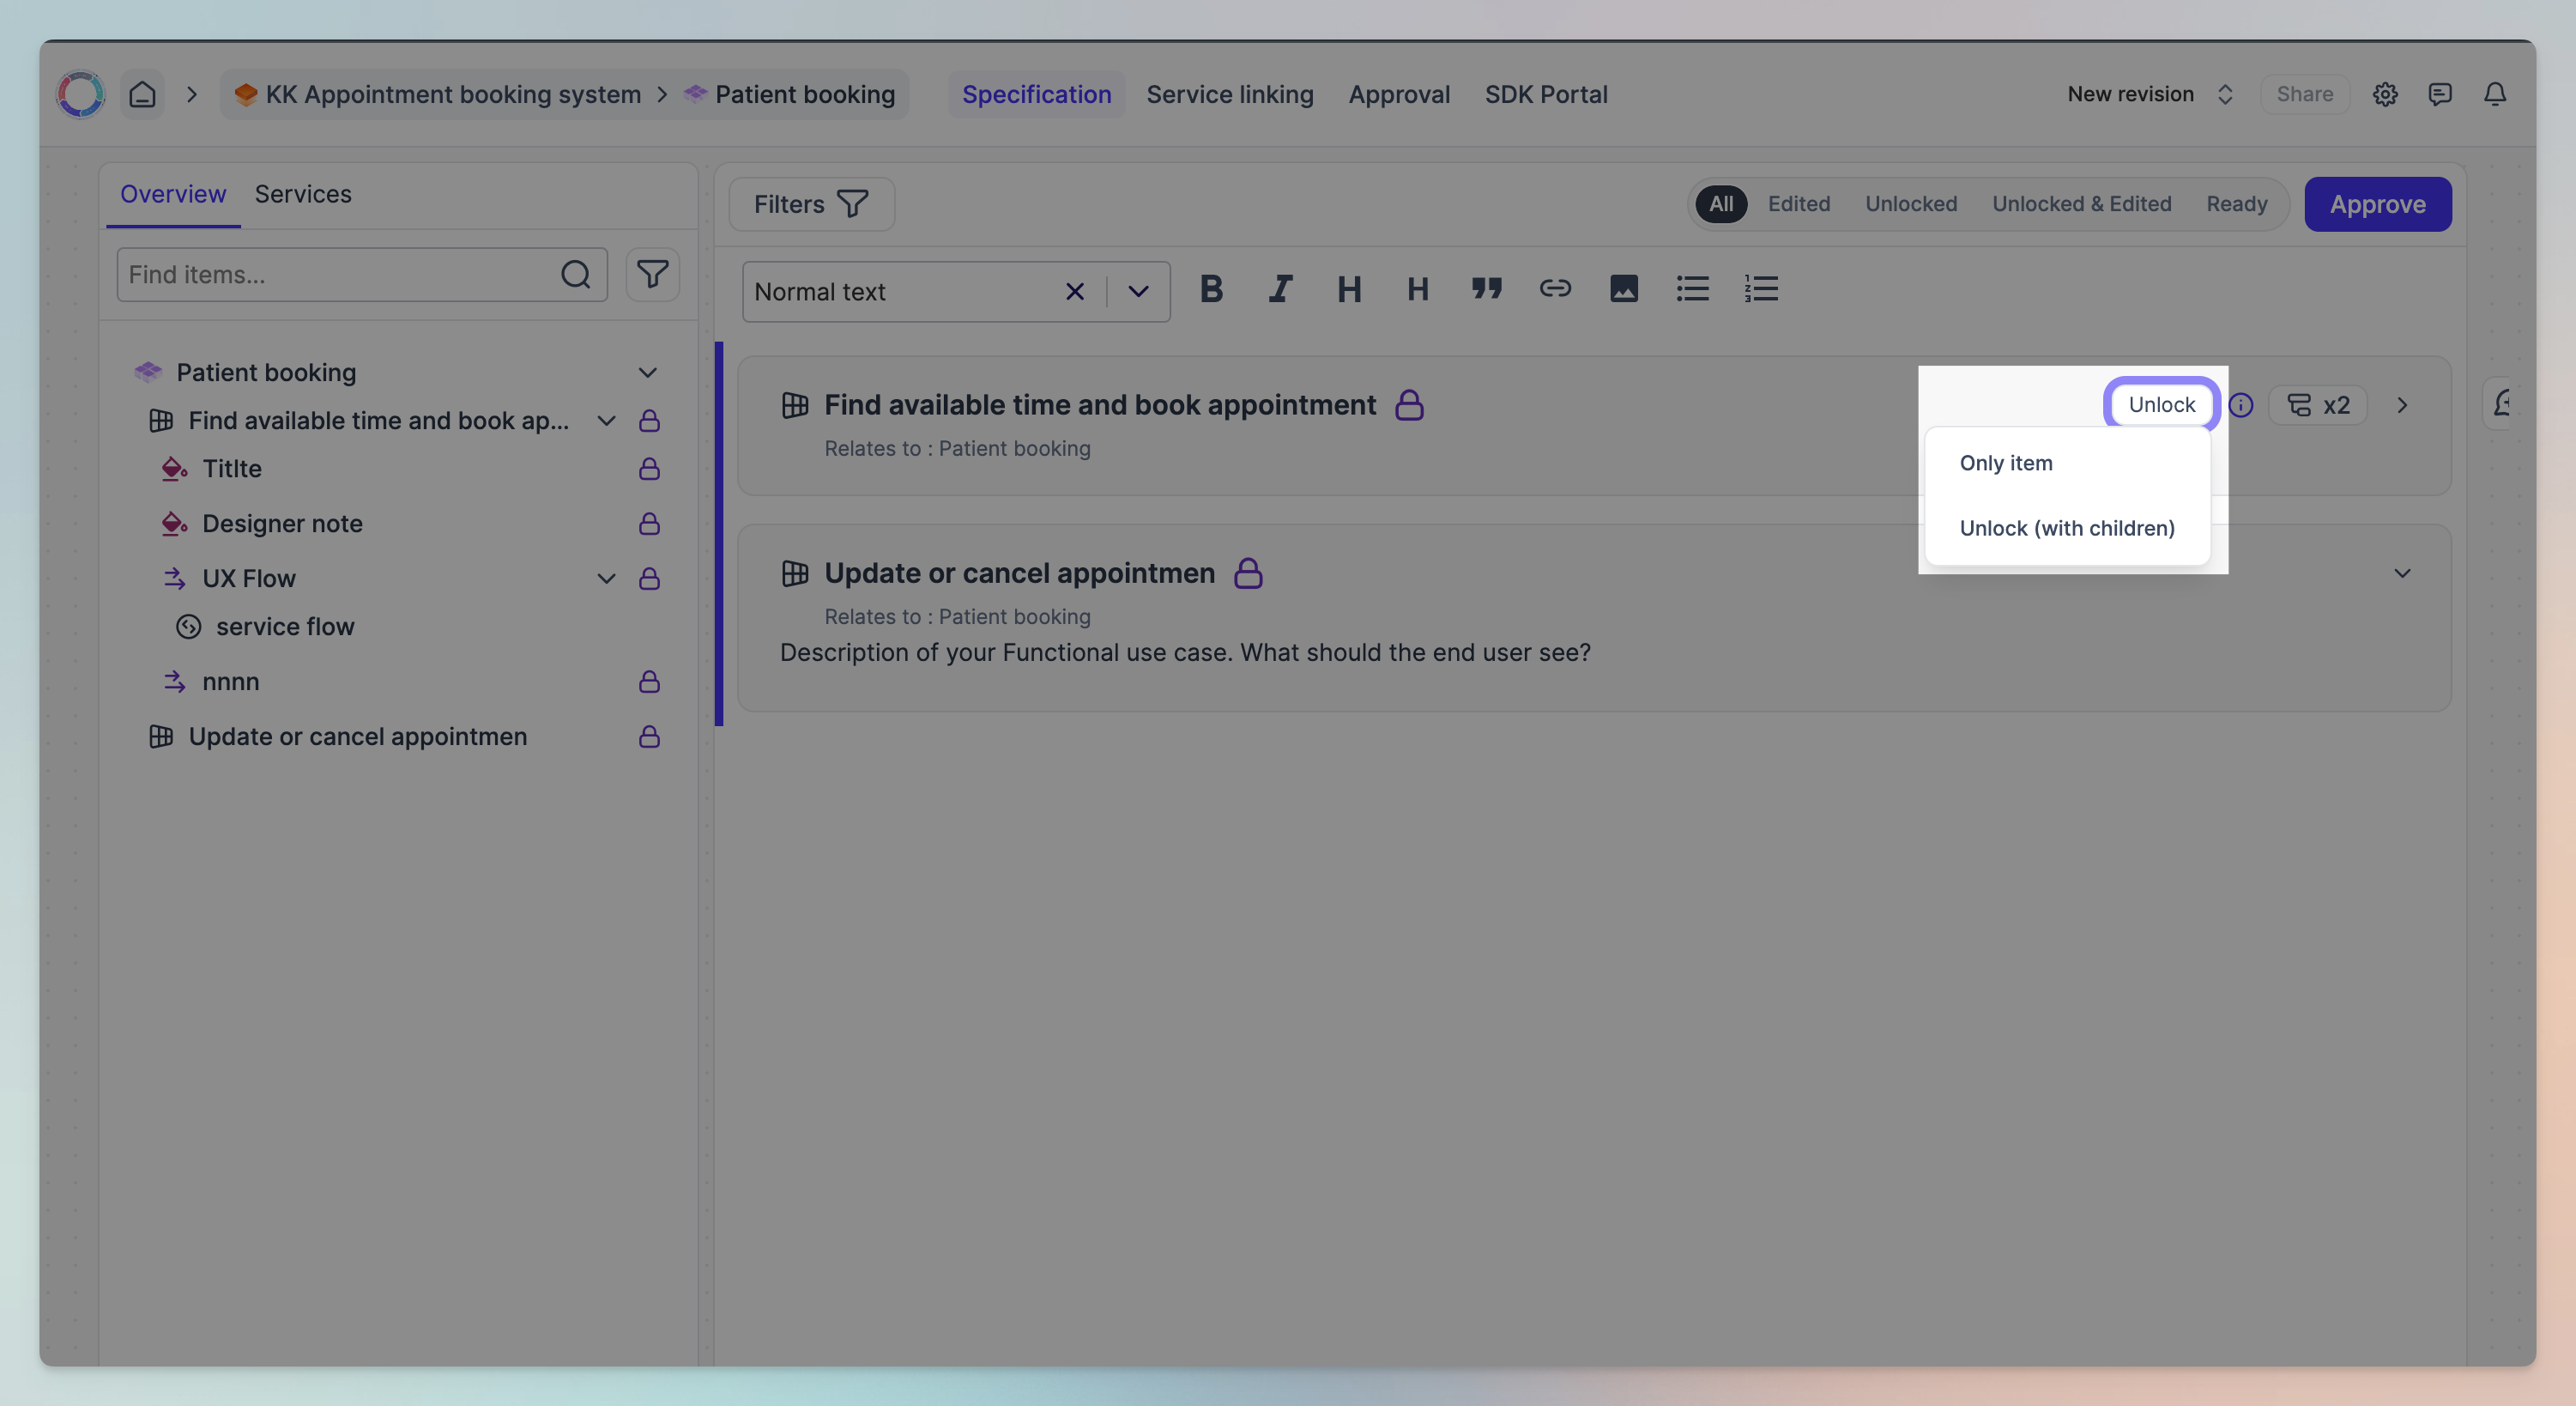 KK Appointment booking system
Patient booking
Specification
Service linking
Approval
SDK Portal
New revision
Share
Overview
Services
Find items...
Patient booking
Find available time and book ap...
Titlte
Designer note
UX Flow
service flow
nnnn
Update or cancel appointmen
Filters
All
Edited
Unlocked
Unlocked & Edited
Ready
Approve
Normal text
B
I
H
H
Find available time and book appointment
Relates to : Patient booking
Unlock
x2
Only item
Unlock (with children)
Update or cancel appointmen
Relates to : Patient booking
Description of your Functional use case. What should the end user see?